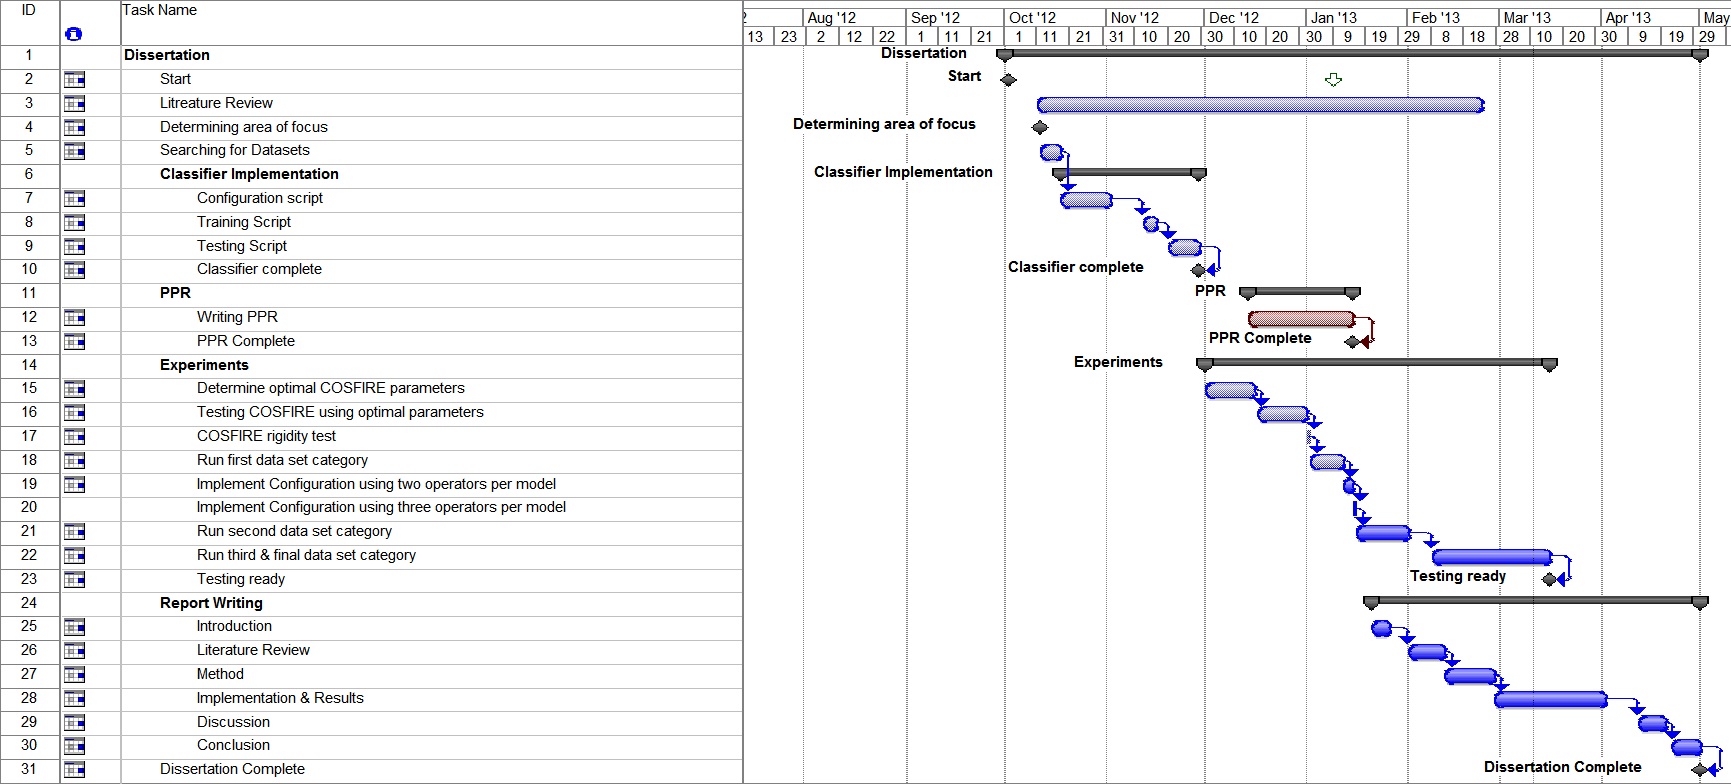 ID Task Name
2 Aug '12 Sep '12 Oct '12 Nov '12 Dec '12 Jan '13 Feb '13 Mar '13 Apr '13 May
13 23 2 12 22 1 11 21 1 11 21 31 10 20 30 10 20 30 9 19 29 8 18 28 10 20 30 9 19 29
1 Dissertation Dissertation
2 Start Start
3 Litreature Review
4 Determining area of focus Determining area of focus
5 Searching for Datasets
6 Classifier Implementation Classifier Implementation
7 Configuration script
8 Training Script
9 Testing Script
10 Classifier complete Classifier complete
11 PPR PPR
12 Writing PPR
13 PPR Complete PPR Complete
14 Experiments Experiments
15 Determine optimal COSFIRE parameters
16 Testing COSFIRE using optimal parameters
17 COSFIRE rigidity test
18 Run first data set category
19 Implement Configuration using two operators per model
20 Implement Configuration using three operators per model
21 Run second data set category
22 Run third & final data set category
23 Testing ready Testing ready
24 Report Writing
25 Introduction
26 Literature Review
27 Method
28 Implementation & Results
29 Discussion
30 Conclusion
31 Dissertation Complete Dissertation Complete